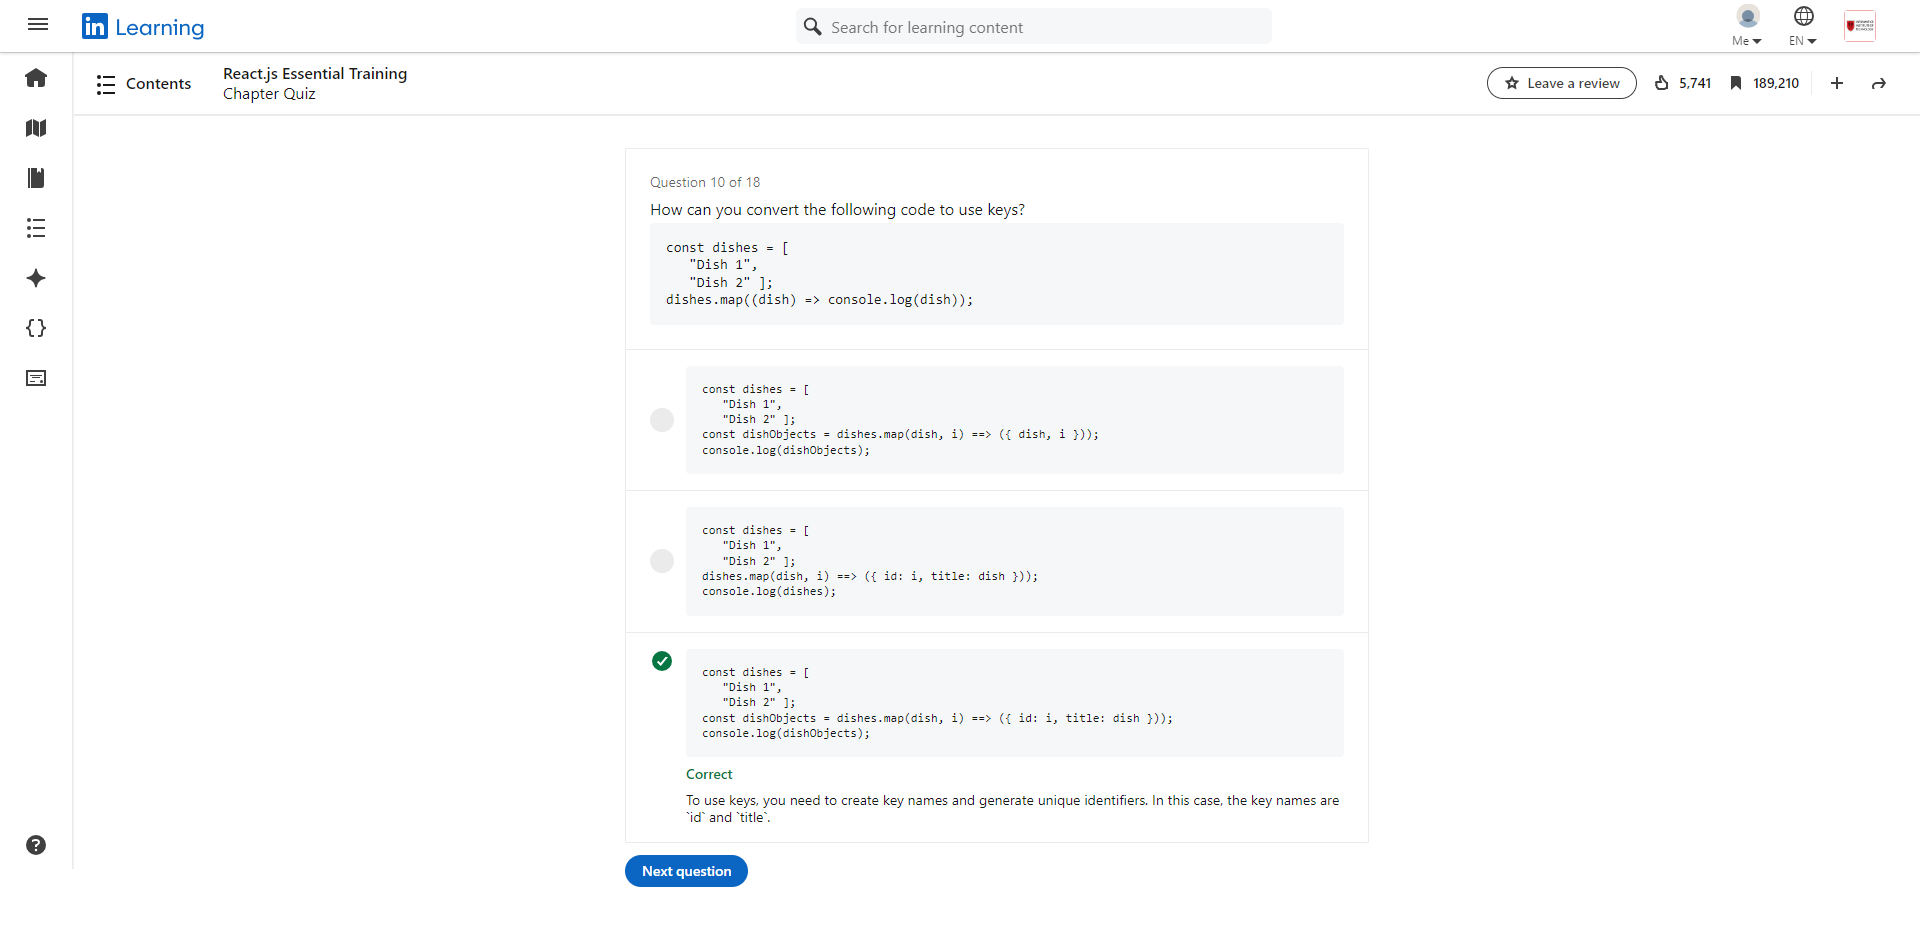 in Learning
Search for learning content
Me
EN
Contents
React.js Essential Training
Chapter Quiz
Leave a review
5,741
189,210
Question 10 of 18
How can you convert the following code to use keys?
const dishes = [
"Dish 1",
"Dish 2" ];
dishes.map((dish) => console.log(dish));
const dishes = [
"Dish 1",
"Dish 2" ];
const dishObjects = dishes.map(dish, i) ==> ({ dish, i }));
console.log(dishObjects);
const dishes = [
"Dish 1",
"Dish 2" ];
dishes.map(dish, i) ==> ({ id: i, title: dish }));
console.log(dishes);
const dishes = [
"Dish 1",
"Dish 2" ];
const dishObjects = dishes.map(dish, i) ==> ({ id: i, title: dish }));
console.log(dishObjects);
Correct
To use keys, you need to create key names and generate unique identifiers. In this case, the key names are
`id` and `title`.
Next question